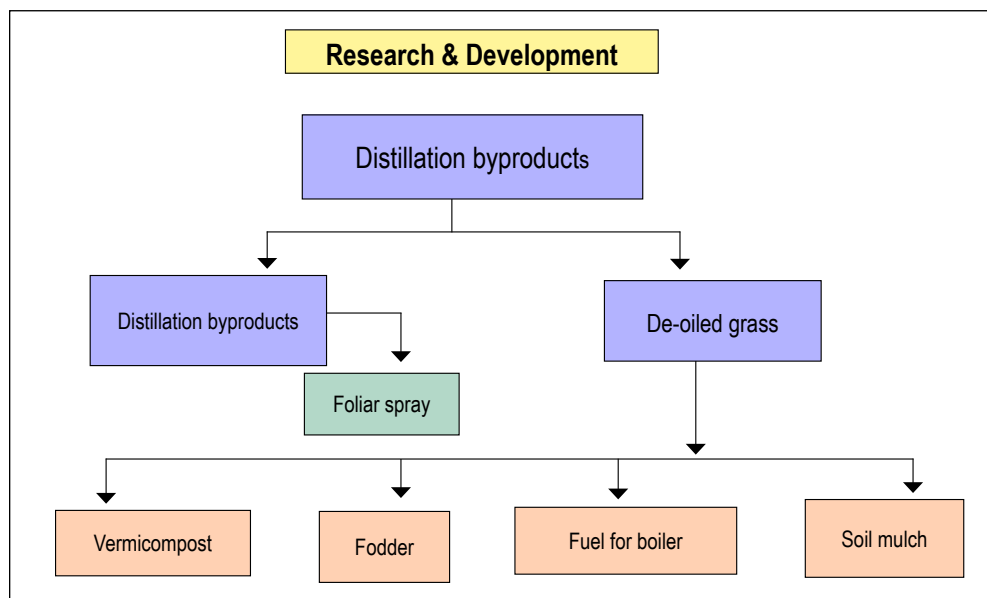 Research & Development
Distillation byproducts
Distillation byproducts
De-oiled grass
Foliar spray
Vermicompost
Fodder
Fuel for boiler
Soil mulch